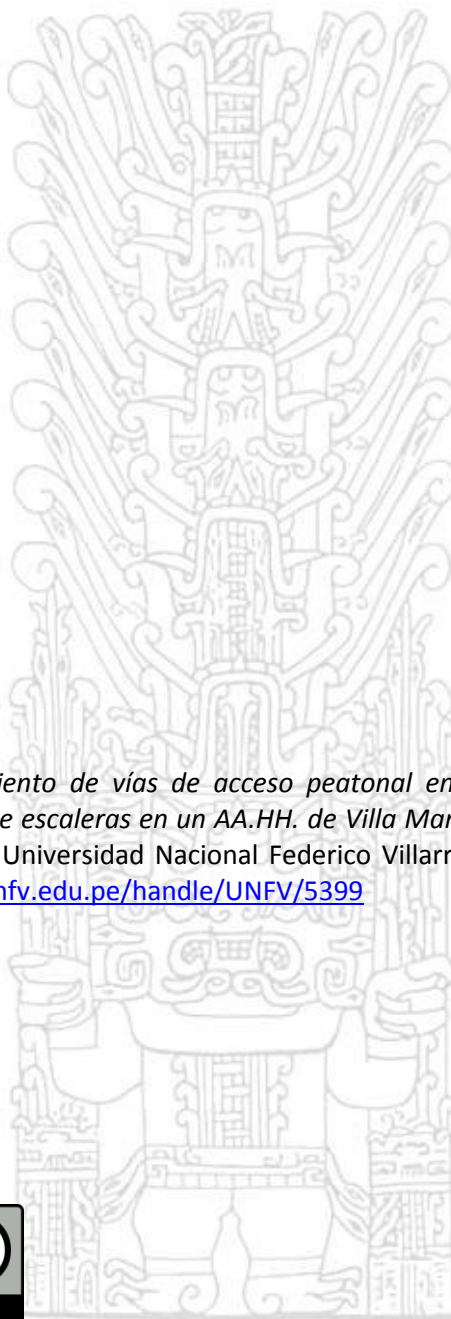 iento de vías de acceso peatonal en
e escaleras en un AA.HH. de Villa Mar
Universidad Nacional Federico Villarr
nfv.edu.pe/handle/UNFV/5399